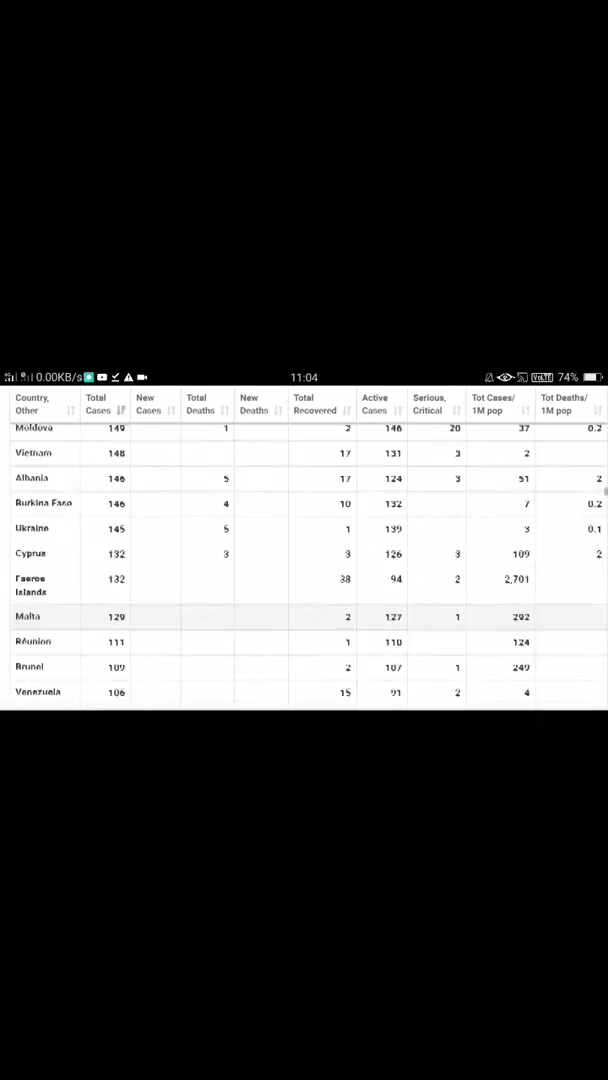 0.00KB/s 11:04 VoLTE 74%
Country, Other Total Cases New Cases Total Deaths New Deaths Total Recovered Active Cases Serious, Critical Tot Cases/ 1M pop Tot Deaths/ 1M pop
Moldova 149 1 2 146 20 37 0.2
Vietnam 148 17 131 3 2
Albania 146 5 17 124 3 51 2
Burkina Faso 146 4 10 132 7 0.2
Ukraine 145 5 1 139 3 0.1
Cyprus 132 3 3 126 3 109 2
Faeroe Islands 132 38 94 2 2,701
Malta 129 2 127 1 292
Réunion 111 1 110 124
Brunei 109 2 107 1 249
Venezuela 106 15 91 2 4